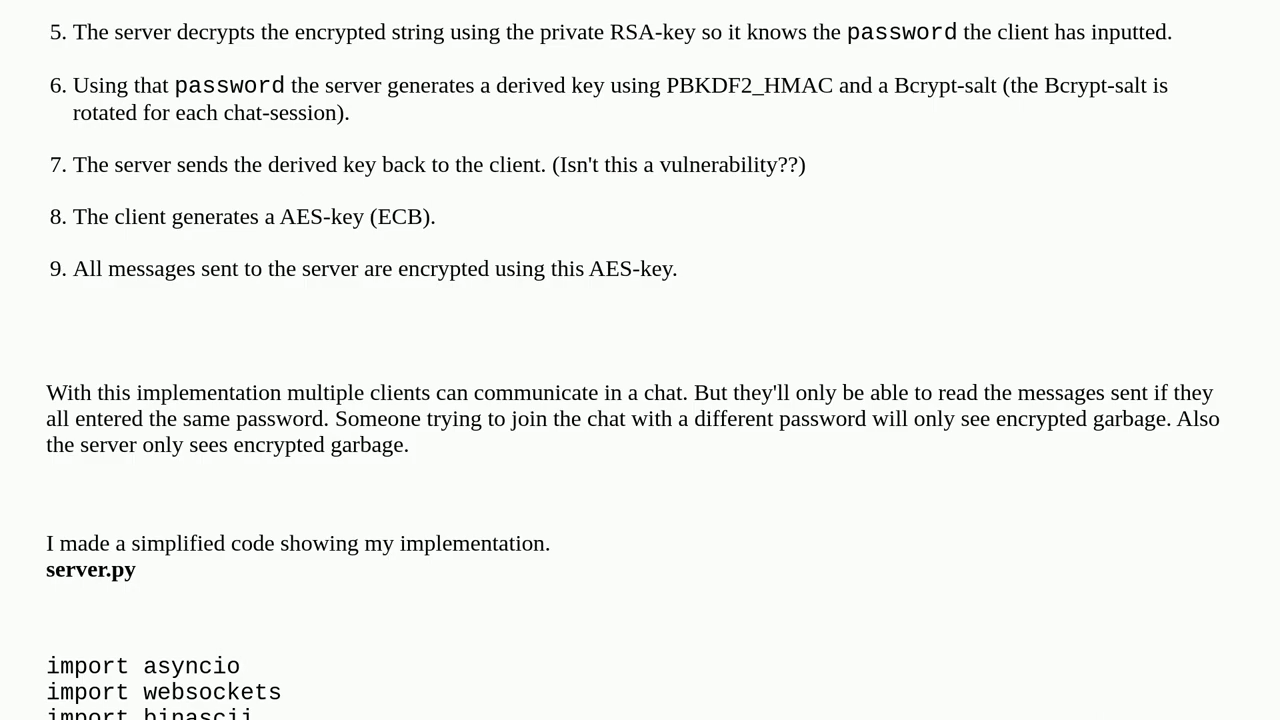 5. The server decrypts the encrypted string using the private RSA-key so it knows the password the client has inputted.
6. Using that password the server generates a derived key using PBKDF2_HMAC and a Bcrypt-salt (the Bcrypt-salt is
rotated for each chat-session).
7. The server sends the derived key back to the client. (Isn't this a vulnerability??)
8. The client generates a AES-key (ECB).
9. All messages sent to the server are encrypted using this AES-key.
With this implementation multiple clients can communicate in a chat. But they'll only be able to read the messages sent if they
all entered the same password. Someone trying to join the chat with a different password will only see encrypted garbage. Also
the server only sees encrypted garbage.
I made a simplified code showing my implementation.
server.py
import asyncio
import websockets
import binascii